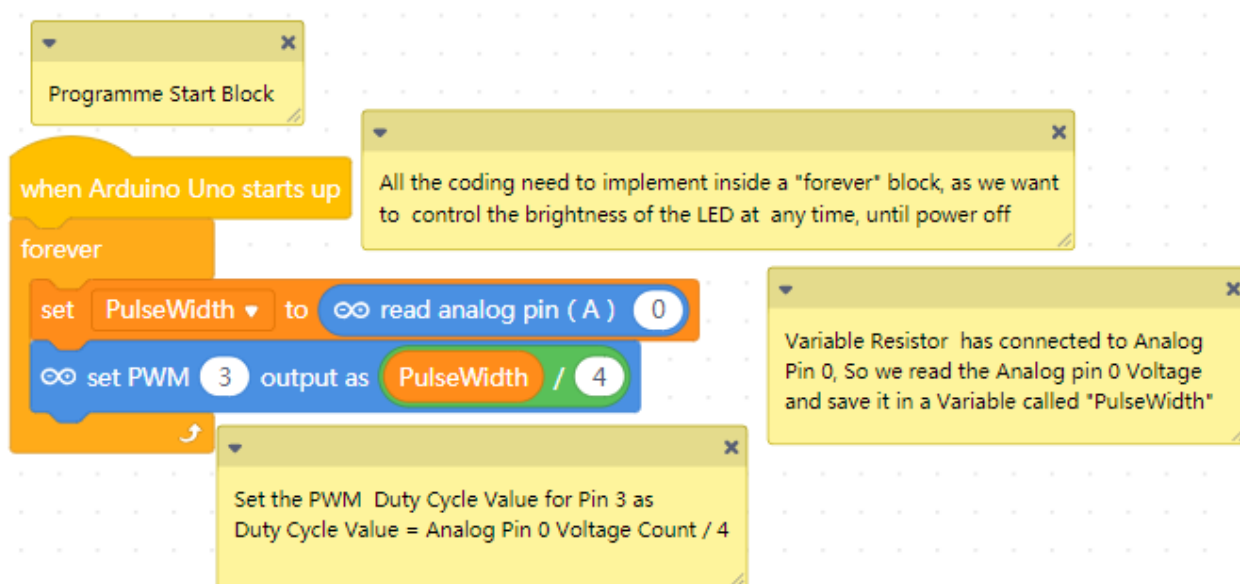 Programme Start Block
when Arduino Uno starts up
All the coding need to implement inside a "forever" block, as we want
to control the brightness of the LED at any time, until power off
forever
set PulseWidth to read analog pin ( A ) 0
set PWM 3 output as PulseWidth / 4
Variable Resistor has connected to Analog
Pin 0, So we read the Analog pin 0 Voltage
and save it in a Variable called "PulseWidth"
Set the PWM Duty Cycle Value for Pin 3 as
Duty Cycle Value = Analog Pin 0 Voltage Count / 4